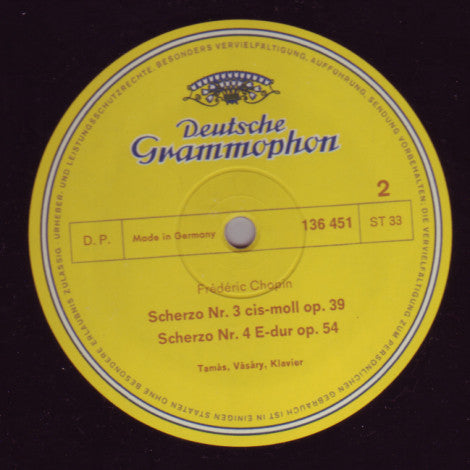 URHEBER- UND LEISTUNGSSCHUTZRECHTE BESONDERS VERVIELFÄLTIGUNG, AUFFÜHRUNG, SENDUNG VORBEHALTEN; DIE VERVIELFÄLTIGUNG ZUM PERSÖNLICHEN GEBRAUCH IST IN EINIGEN STAATEN OHNE BESONDERE ERLAUBNIS ZULÄSSIG ·
Deutsche
Grammophon
2
D. P. Made in Germany 136 451 ST 33
Frédéric Chopin
Scherzo Nr. 3 cis-moll op. 39
Scherzo Nr. 4 E-dur op. 54
Tamàs, Vàsàry, Klavier